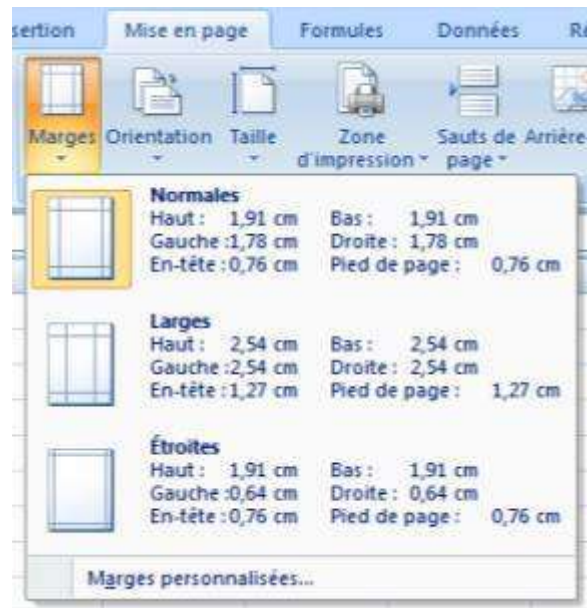 sertion Mise en page Formules Données
Marges Orientation Taille Zone d'impression Sauts de page Arrière
Normales
Haut : 1,91 cm Bas : 1,91 cm
Gauche :1,78 cm Droite : 1,78 cm
En-tête :0,76 cm Pied de page : 0,76 cm
Larges
Haut : 2,54 cm Bas : 2,54 cm
Gauche :2,54 cm Droite : 2,54 cm
En-tête :1,27 cm Pied de page : 1,27 cm
Étroites
Haut : 1,91 cm Bas : 1,91 cm
Gauche :0,64 cm Droite : 0,64 cm
En-tête :0,76 cm Pied de page : 0,76 cm
Marges personnalisées...